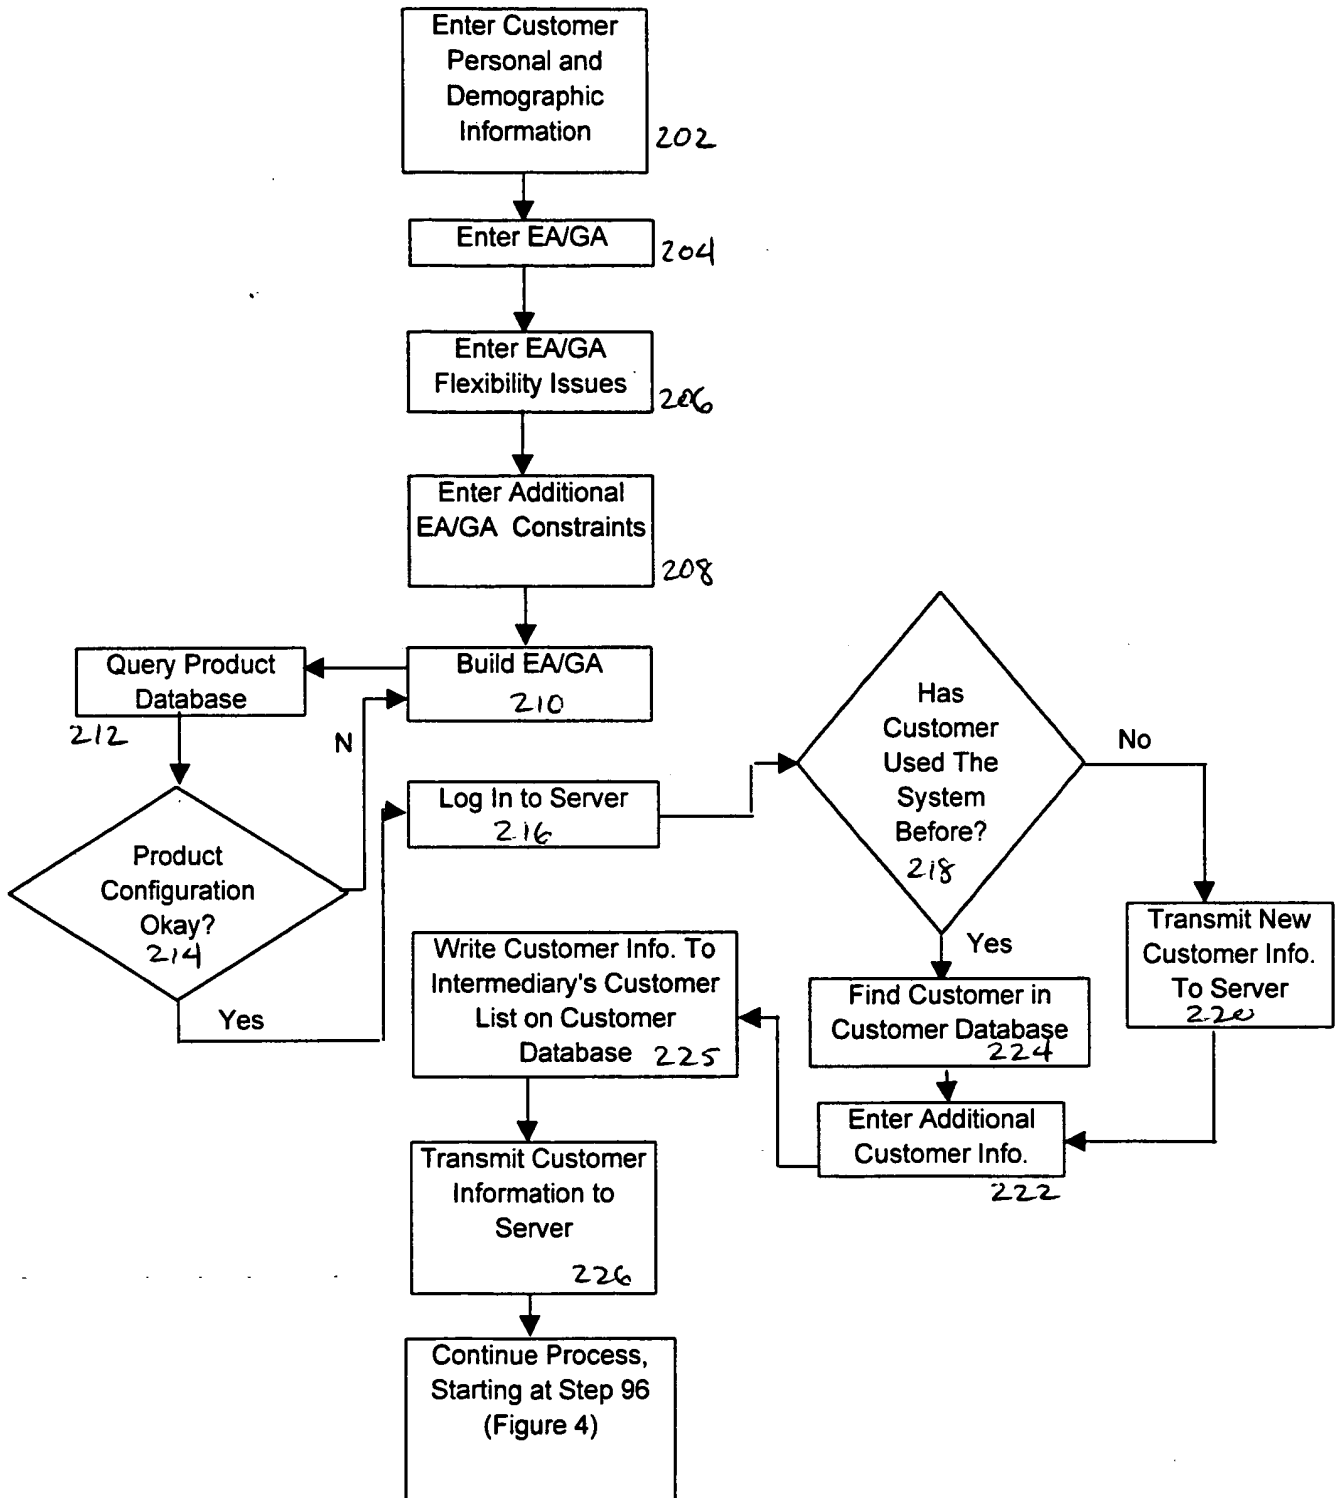 Enter Customer
Personal and
Demographic
Information
202
Enter EA/GA
204
Enter EA/GA
Flexibility Issues
206
Enter Additional
EA/GA Constraints
208
Build EA/GA
210
Query Product
Database
212
N
Product
Configuration
Okay?
214
Yes
Log In to Server
216
Has
Customer
Used The
System
Before?
218
No
Yes
Transmit New
Customer Info.
To Server
220
Find Customer in
Customer Database
224
Enter Additional
Customer Info.
222
Write Customer Info. To
Intermediary's Customer
List on Customer
Database
225
Transmit Customer
Information to
Server
226
Continue Process,
Starting at Step 96
(Figure 4)